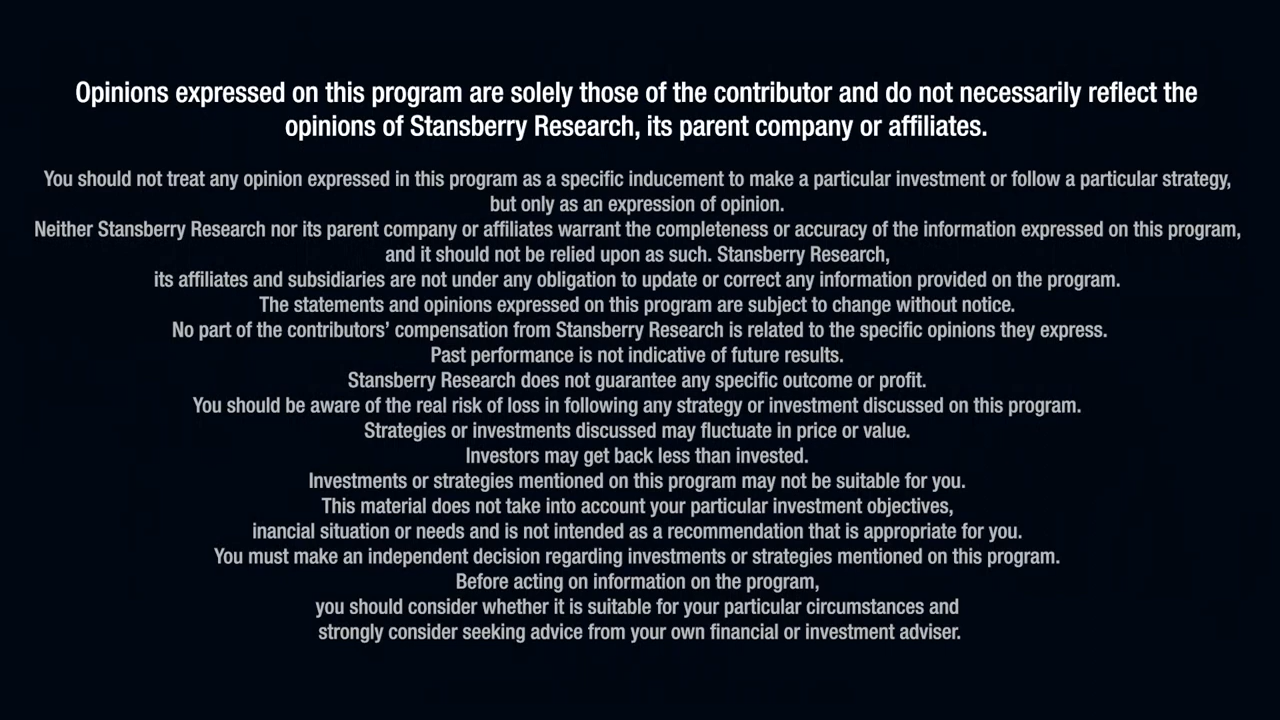 Opinions expressed on this program are solely those of the contributor and do not necessarily reflect the
opinions of Stansberry Research, its parent company or affiliates.
You should not treat any opinion expressed in this program as a specific inducement to make a particular investment or follow a particular strategy,
but only as an expression of opinion.
Neither Stansberry Research nor its parent company or affiliates warrant the completeness or accuracy of the information expressed on this program,
and it should not be relied upon as such. Stansberry Research,
its affiliates and subsidiaries are not under any obligation to update or correct any information provided on the program.
The statements and opinions expressed on this program are subject to change without notice.
No part of the contributors’ compensation from Stansberry Research is related to the specific opinions they express.
Past performance is not indicative of future results.
Stansberry Research does not guarantee any specific outcome or profit.
You should be aware of the real risk of loss in following any strategy or investment discussed on this program.
Strategies or investments discussed may fluctuate in price or value.
Investors may get back less than invested.
Investments or strategies mentioned on this program may not be suitable for you.
This material does not take into account your particular investment objectives,
inancial situation or needs and is not intended as a recommendation that is appropriate for you.
You must make an independent decision regarding investments or strategies mentioned on this program.
Before acting on information on the program,
you should consider whether it is suitable for your particular circumstances and
strongly consider seeking advice from your own financial or investment adviser.